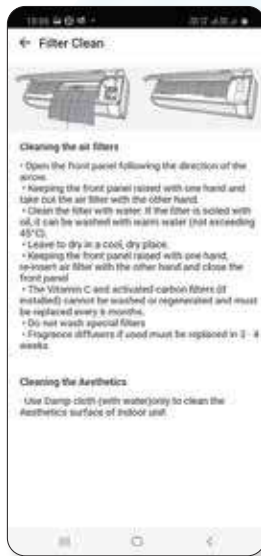 Filter Clean
Cleaning the air filters
• Open the front panel following the direction of the
arrow.
• Keeping the front panel raised with one hand and
take out the air filter with the other hand.
• Clean the filter with water. If the filter is soiled with
oil, it can be washed with warm water (not exceeding
45°C).
• Leave to dry in a cool, dry place.
• Keeping the front panel raised with one hand,
re-insert air filter with the other hand and close the
front panel
• The Vitamin C and activated carbon filters (if
installed) cannot be washed or regenerated and must
be replaced every 6 months.
• Do not wash special filters
• Fragrance diffusers if used must be replaced in 3 - 4
weeks.
Cleaning the Aesthetics
Use Damp cloth (with water)only to clean the
Aesthetics surface of Indoor unit